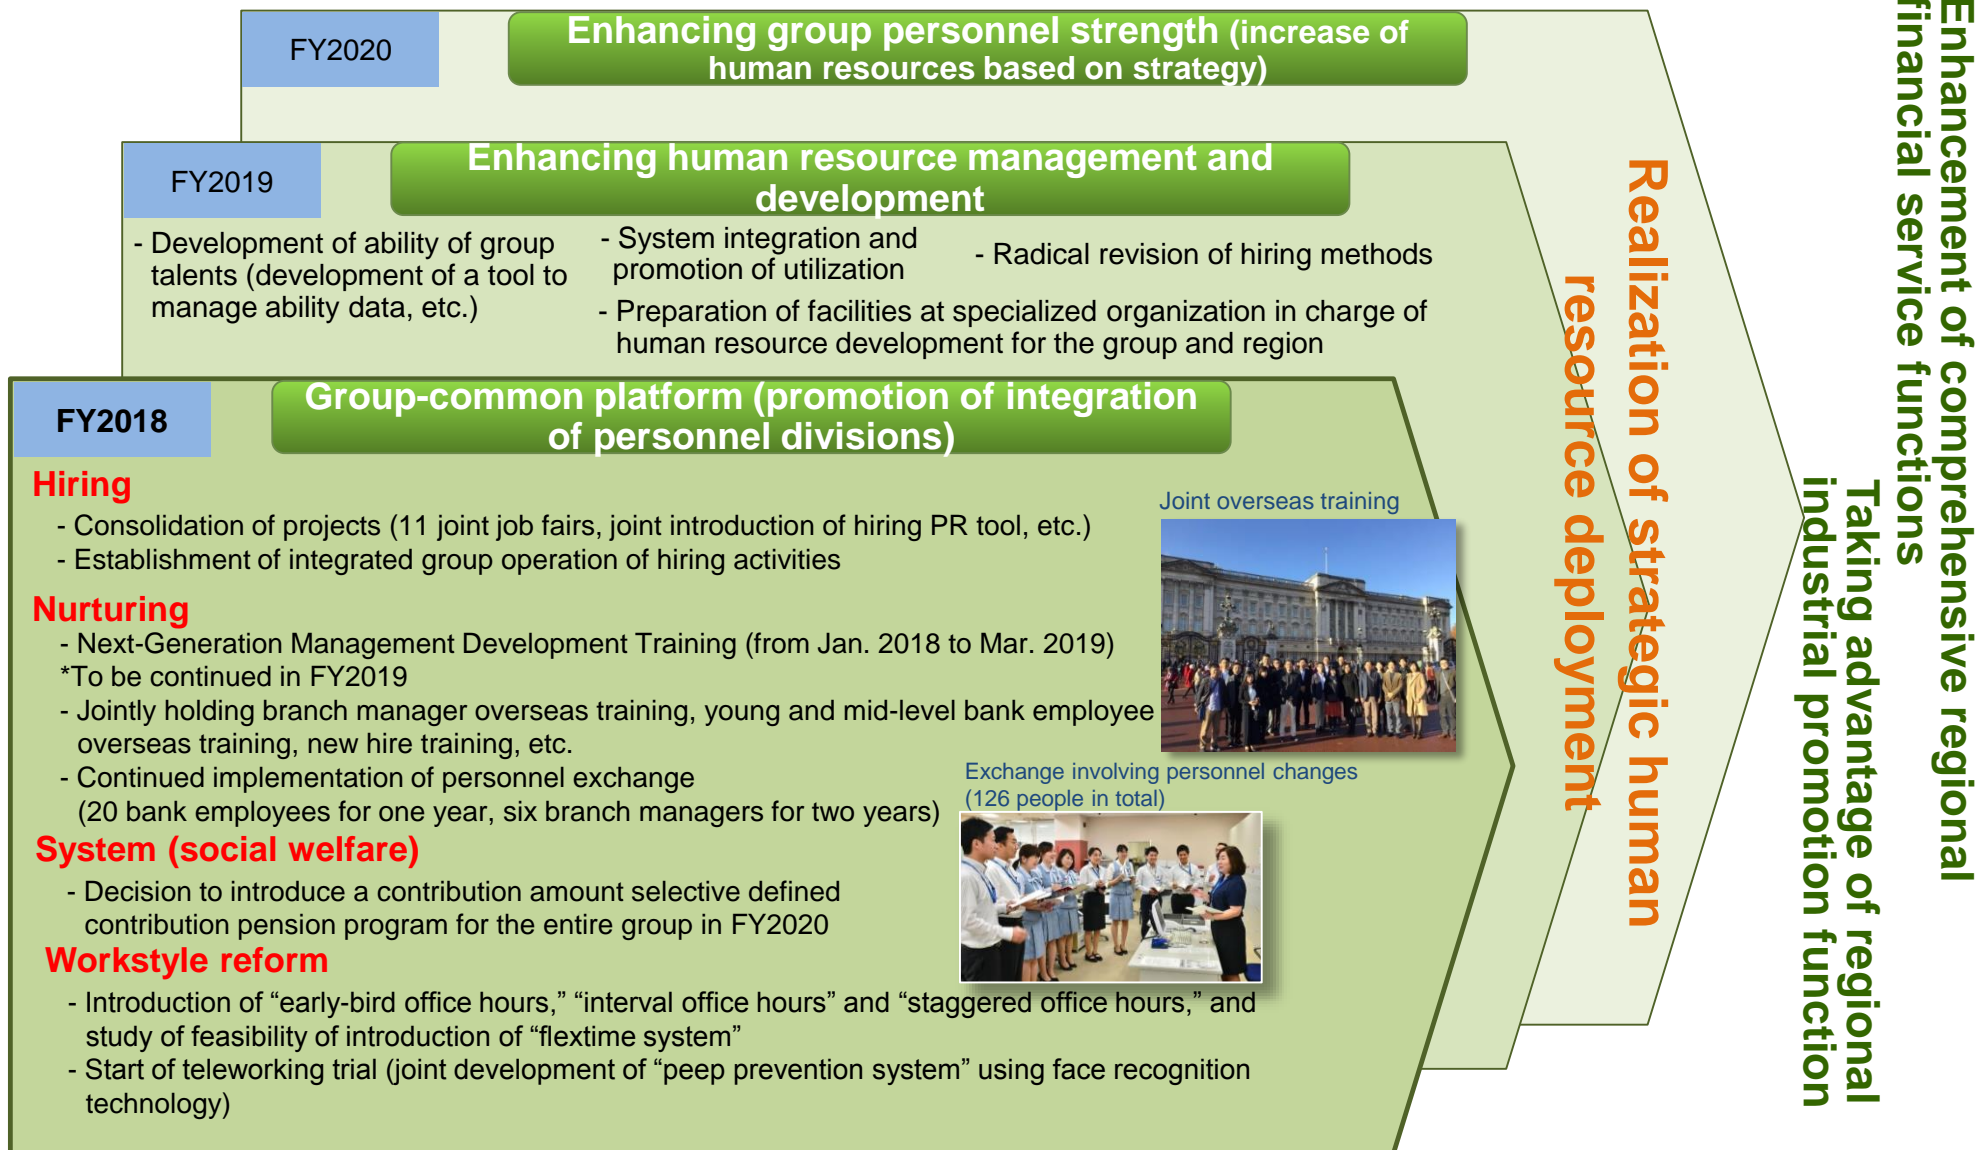 FY2020
Enhancing group personnel strength (increase of
human resources based on strategy)
FY2019
Enhancing human resource management and
development
- Development of ability of group
talents (development of a tool to
manage ability data, etc.)
- System integration and
promotion of utilization
- Radical revision of hiring methods
- Preparation of facilities at specialized organization in charge of
human resource development for the group and region
FY2018
Group-common platform (promotion of integration
of personnel divisions)
Hiring
- Consolidation of projects (11 joint job fairs, joint introduction of hiring PR tool, etc.)
- Establishment of integrated group operation of hiring activities
Nurturing
- Next-Generation Management Development Training (from Jan. 2018 to Mar. 2019)
*To be continued in FY2019
- Jointly holding branch manager overseas training, young and mid-level bank employee
overseas training, new hire training, etc.
- Continued implementation of personnel exchange
(20 bank employees for one year, six branch managers for two years)
System (social welfare)
- Decision to introduce a contribution amount selective defined
contribution pension program for the entire group in FY2020
Workstyle reform
- Introduction of “early-bird office hours,” “interval office hours” and “staggered office hours,” and
study of feasibility of introduction of “flextime system”
- Start of teleworking trial (joint development of “peep prevention system” using face recognition
technology)
Joint overseas training
Exchange involving personnel changes
(126 people in total)
Realization of strategic human
resource deployment
Enhancement of comprehensive regional
financial service functions
Taking advantage of regional
industrial promotion function